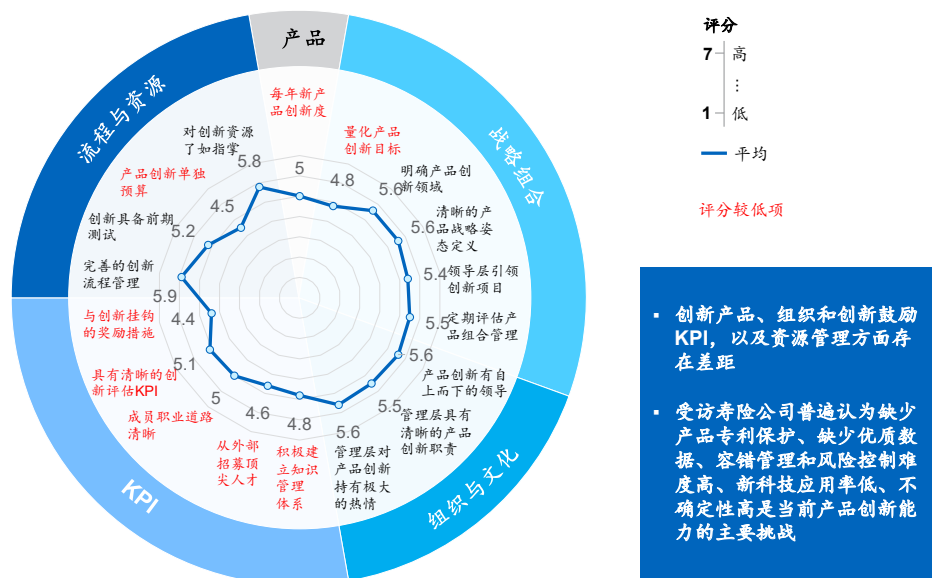 产品
战略组合
组织与文化
KPI
流程与资源
每年新产
品创新度
5
量化产品
创新目标
4.8
明确产品创
新领域
5.6
清晰的产
品战略姿
态定义
5.6
领导层引领
创新项目
5.4
定期评估产
品组合管理
5.5
产品创新有自
上而下的领导
5.6
管理层具有
清晰的产品
创新职责
5.5
管理层对
产品创新
持有极大
的热情
5.6
积极建
立知识
管理
体系
4.8
从外部
招募顶
尖人才
4.6
成员职业道路
清晰
5
具有清晰的创
新评估KPI
5.1
与创新挂钩
的奖励措施
4.4
完善的创新
流程管理
5.9
创新具备前期
测试
5.2
产品创新单独
预算
4.5
对创新资源
了如指掌
5.8
评分
7 高
⋮
1 低
平均
评分较低项
▪ 创新产品、组织和创新鼓励
KPI，以及资源管理方面存
在差距
▪ 受访寿险公司普遍认为缺少
产品专利保护、缺少优质数
据、容错管理和风险控制难
度高、新科技应用率低、不
确定性高是当前产品创新能
力的主要挑战